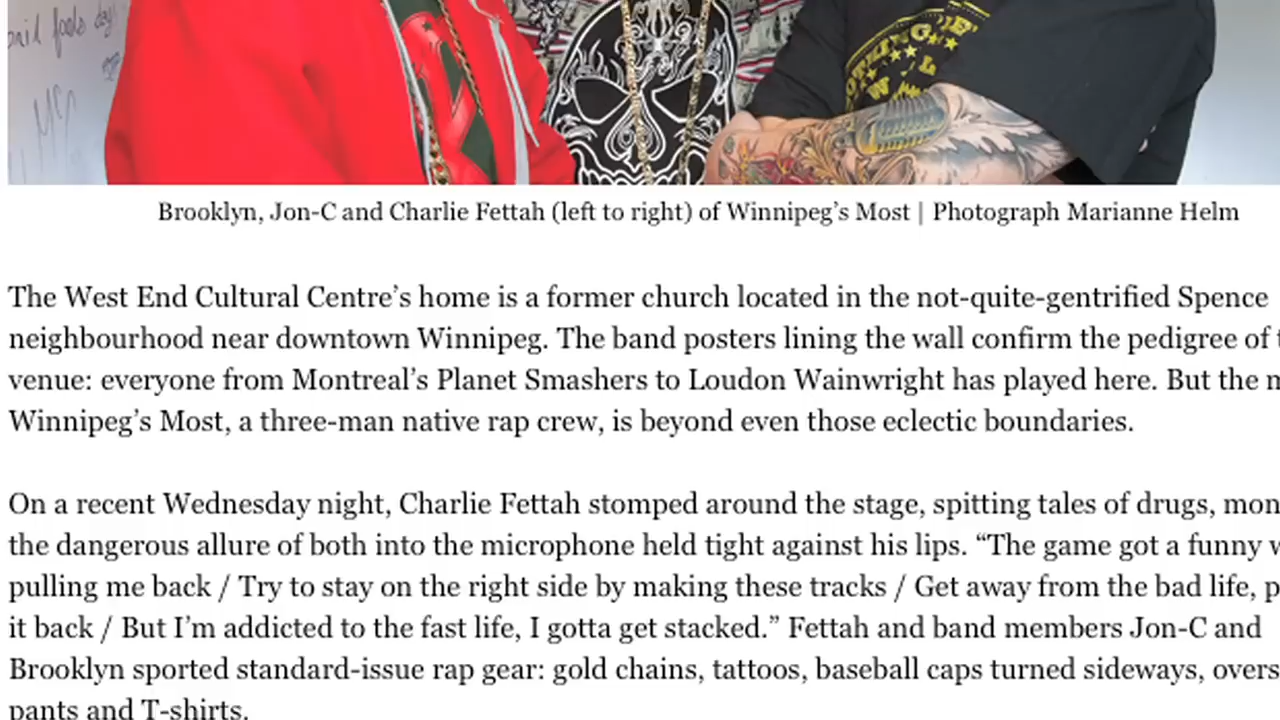 april fools day!
Brooklyn, Jon-C and Charlie Fettah (left to right) of Winnipeg’s Most | Photograph Marianne Helm
The West End Cultural Centre’s home is a former church located in the not-quite-gentrified Spence
neighbourhood near downtown Winnipeg. The band posters lining the wall confirm the pedigree of
venue: everyone from Montreal’s Planet Smashers to Loudon Wainwright has played here. But the
Winnipeg’s Most, a three-man native rap crew, is beyond even those eclectic boundaries.
On a recent Wednesday night, Charlie Fettah stomped around the stage, spitting tales of drugs, mon
the dangerous allure of both into the microphone held tight against his lips. “The game got a funny
pulling me back / Try to stay on the right side by making these tracks / Get away from the bad life,
it back / But I’m addicted to the fast life, I gotta get stacked.” Fettah and band members Jon-C and
Brooklyn sported standard-issue rap gear: gold chains, tattoos, baseball caps turned sideways, overs
pants and T-shirts.